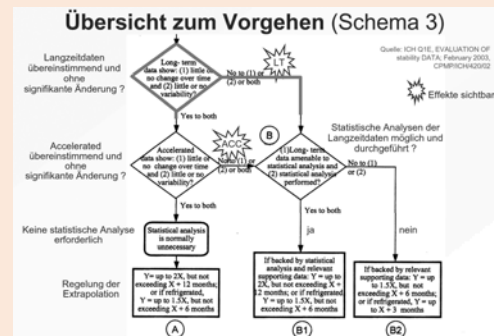 Übersicht zum Vorgehen (Schema 3)
Langzeitdaten
übereinstimmend und
ohne
signifikante Änderung ?
Long- term
data show: (1) little or
no change over time
and (2) little or no
variability?
No to (1) or
(2) or both
LT
Quelle: ICH Q1E, EVALUATION OF
stability DATA; February 2003,
CPMP/ICH/420/02
Effekte sichtbar
Yes to both
Accelerated
übereinstimmend und
ohne
signifikante Änderung ?
Accelerated
data show: (1) little or
no change over time
and (2) little or no
variability?
ACC
No to (1) or
(2) or both
B
(1)Long- term
data amenable to
statistical analysis and
(2) statistical analysis
performed?
Statistische Analysen der
Langzeitdaten möglich und
durchgeführt ?
No to (1)
or (2)
Yes to both
Yes to both
ja
nein
Keine statistische Analyse
erforderlich
Statistical analysis
is normally
unnecessary
Regelung der
Extrapolation
Y= up to 2X, but not
exceeding X + 12 months;
or if refrigerated,
Y = up to 1.5X, but not
exceeding X + 6 months
If backed by statistical
analysis and relevant
supporting data: Y = up to
2X, but not exceeding X +
12 months; or if refrigerated,
Y= up to 1.5X, but not
exceeding X + 6 months
If backed by relevant
supporting data: Y = up
to 1.5X, but not
exceeding X + 6 months;
or if refrigerated, Y = up
to X + 3 months
A
B1
B2